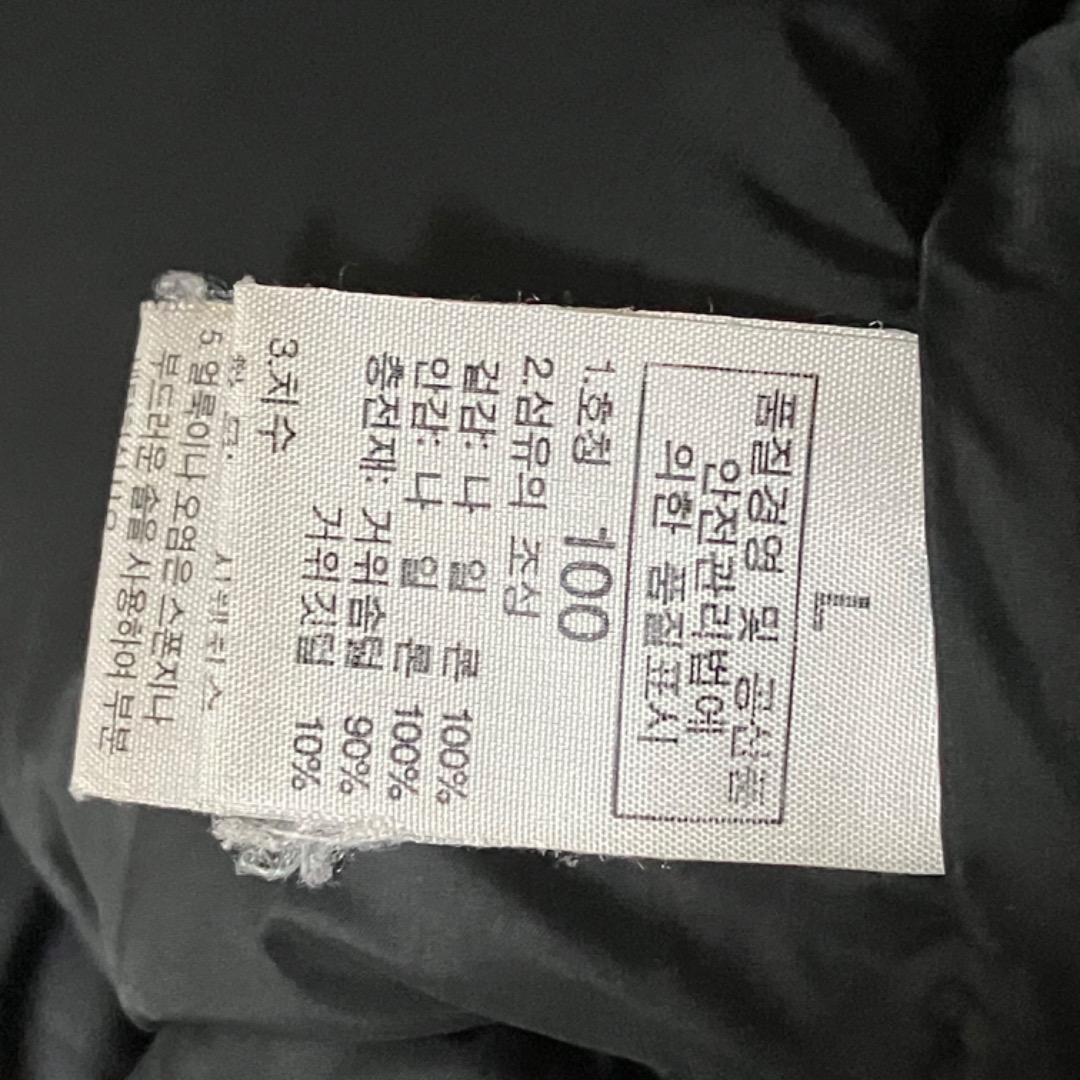 품질경영 및 공산품
안전관리법에
의한 품질표시
1.호칭 100
2.섬유의 조성
겉감: 나 일 론 100%
안감: 나 일 론 100%
충전재: 거위솜털 90%
거위깃털 10%
3.치수
5 얼룩이나 오염은 스폰지나
부드러운 솔을 사용하여 부분